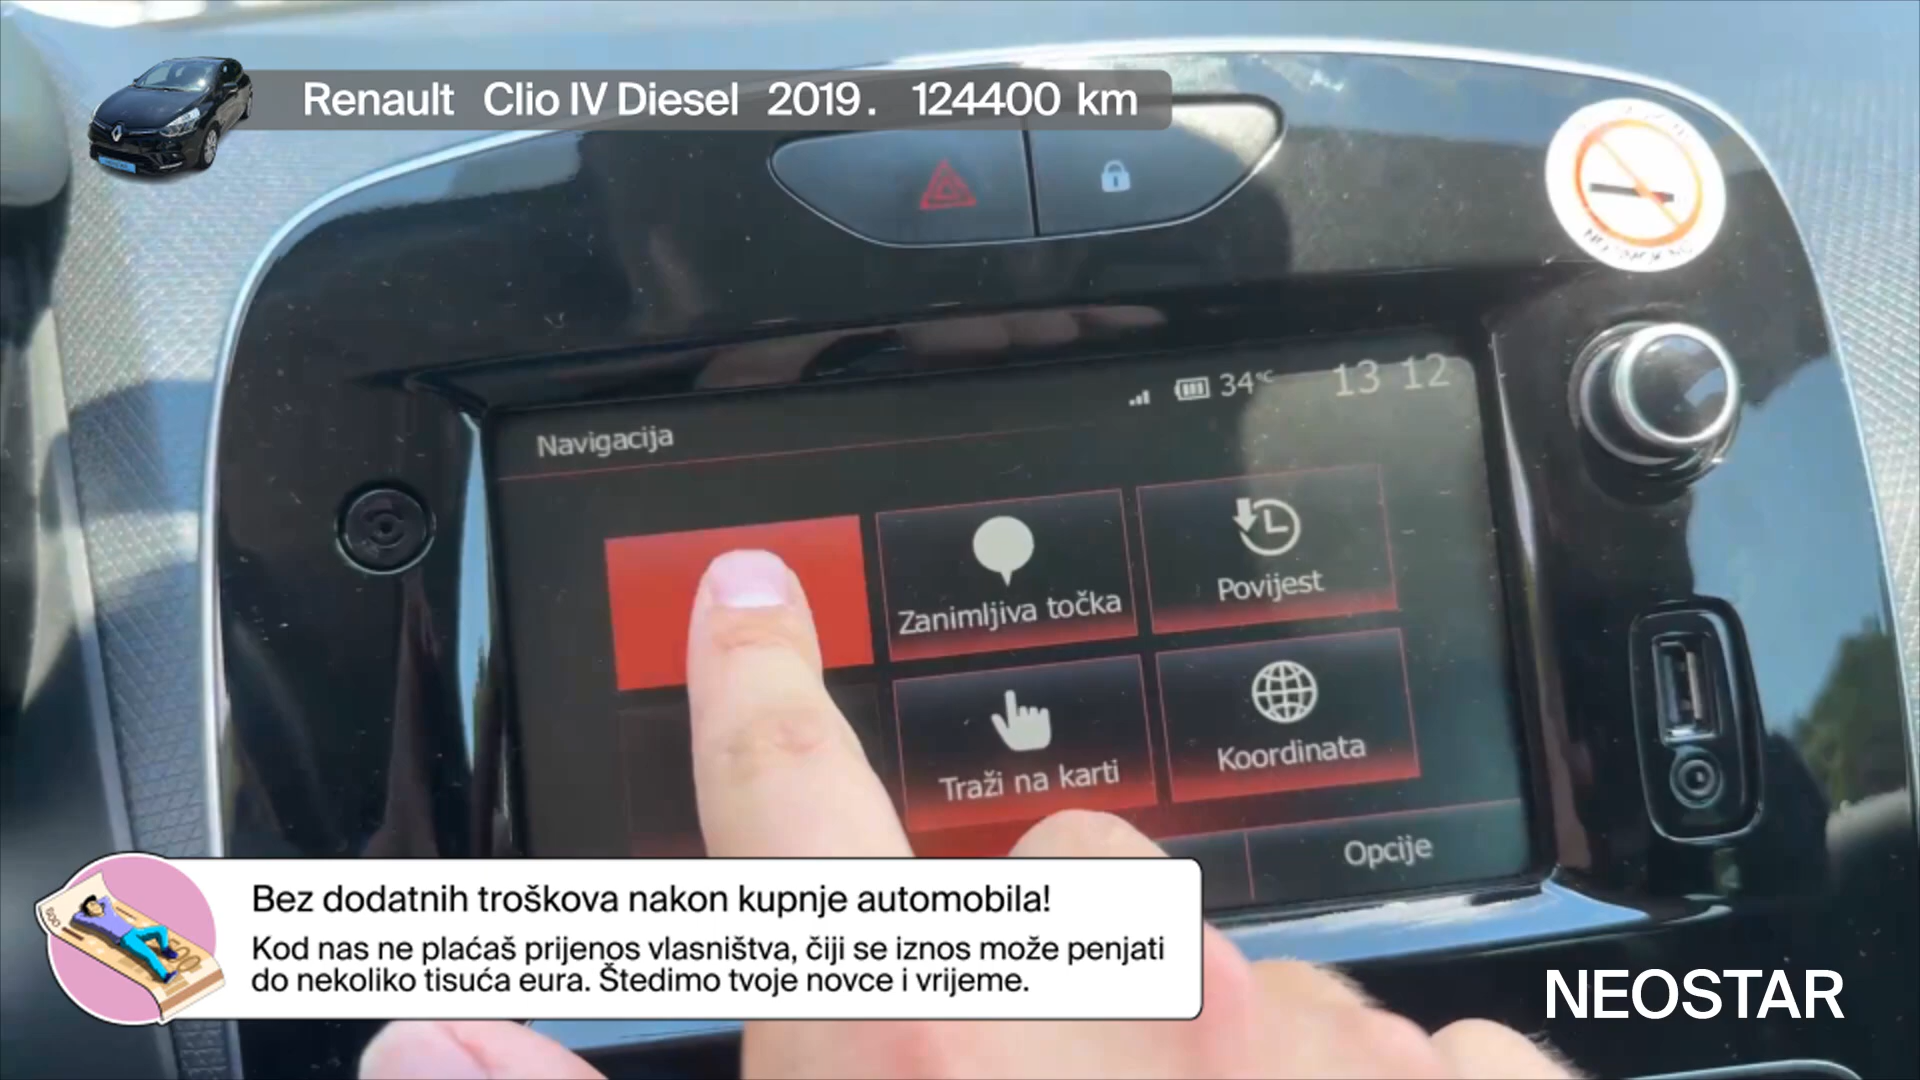 Renault Clio IV Diesel 2019. 124400 km
34°C 13 12
Navigacija
Zanimljiva točka
Povijest
Traži na karti
Koordinata
Opcije
Bez dodatnih troškova nakon kupnje automobila!
Kod nas ne plaćaš prijenos vlasništva, čiji se iznos može penjati
do nekoliko tisuća eura. Štedimo tvoje novce i vrijeme.
NEOSTAR